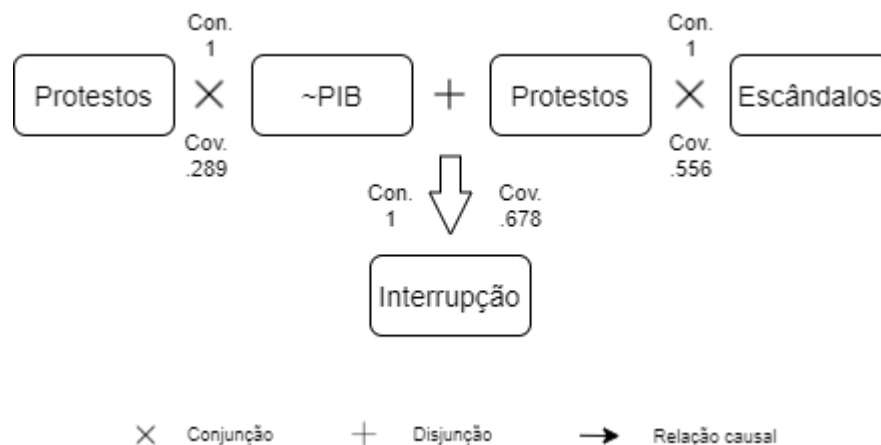 Con.
1
Con.
1
Protestos × ~PIB + Protestos × Escândalos
Cov.
.289
Cov.
.556
Con.
1
Cov.
.678
Interrupção
× Conjunção + Disjunção → Relação causal